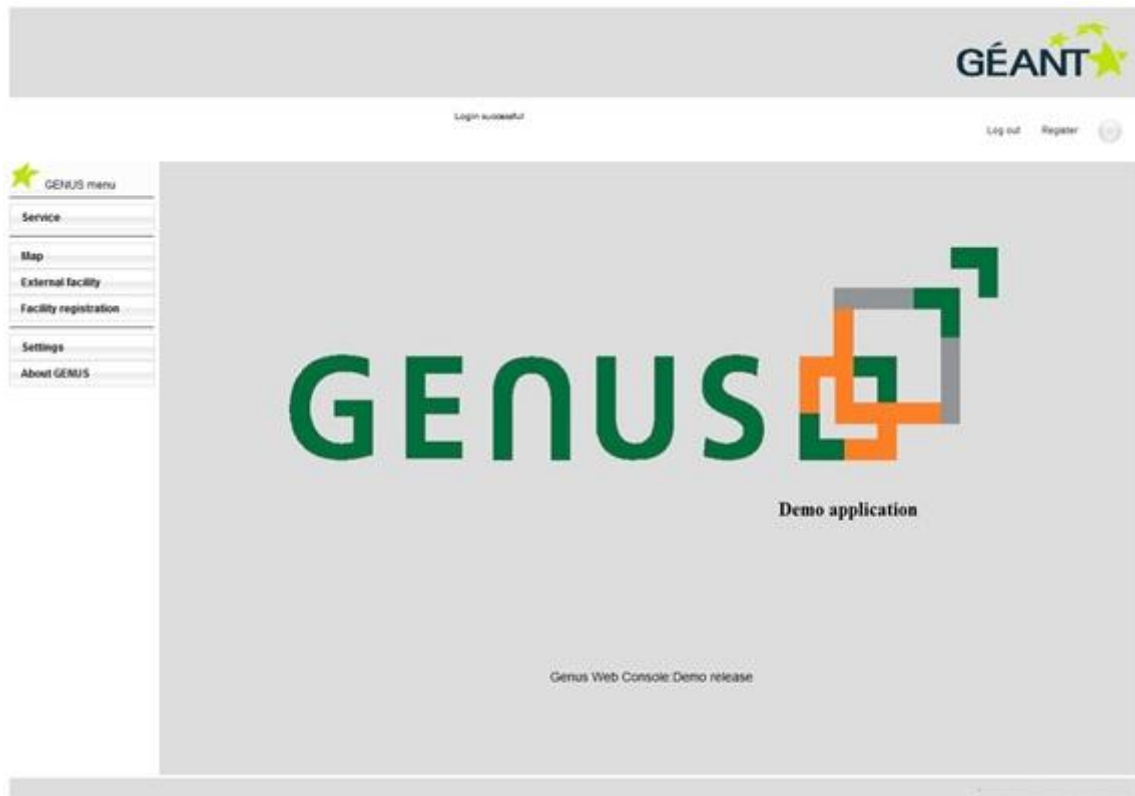 GÉANT
Login successful
Log out Register
GENUS menu
Service
Map
External facility
Facility registration
Settings
About GENUS
GENUS
Demo application
Genus Web Console:Demo release